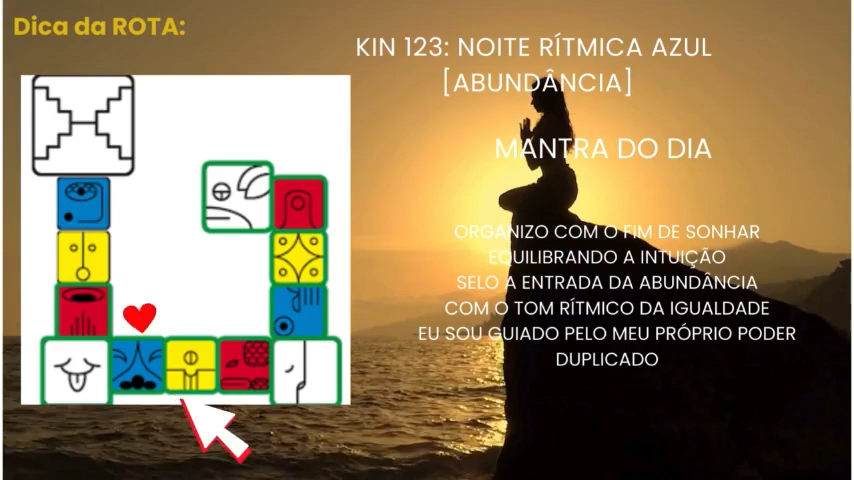 Dica da ROTA:
KIN 123: NOITE RÍTMICA AZUL
[ABUNDÂNCIA]
MANTRA DO DIA
ORGANIZO COM O FIM DE SONHAR
EQUILIBRANDO A INTUIÇÃO
SELO A ENTRADA DA ABUNDÂNCIA
COM O TOM RÍTMICO DA IGUALDADE
EU SOU GUIADO PELO MEU PRÓPRIO PODER
DUPLICADO